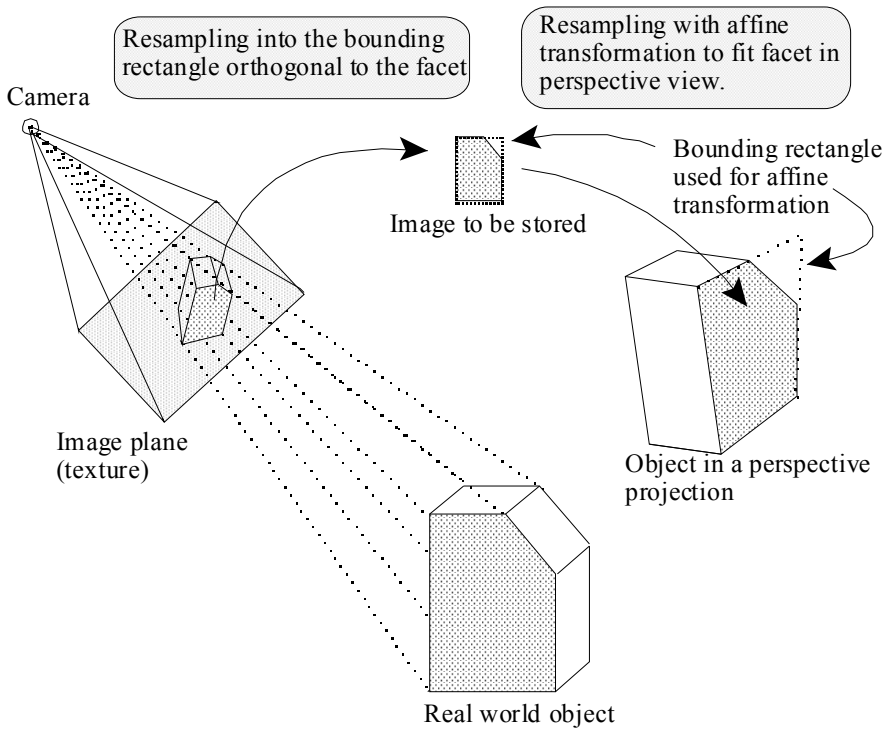 Resampling into the bounding
rectangle orthogonal to the facet
Resampling with affine
transformation to fit facet in
perspective view.
Camera
Bounding rectangle
used for affine
transformation
Image to be stored
Image plane
(texture)
Object in a perspective
projection
Real world object